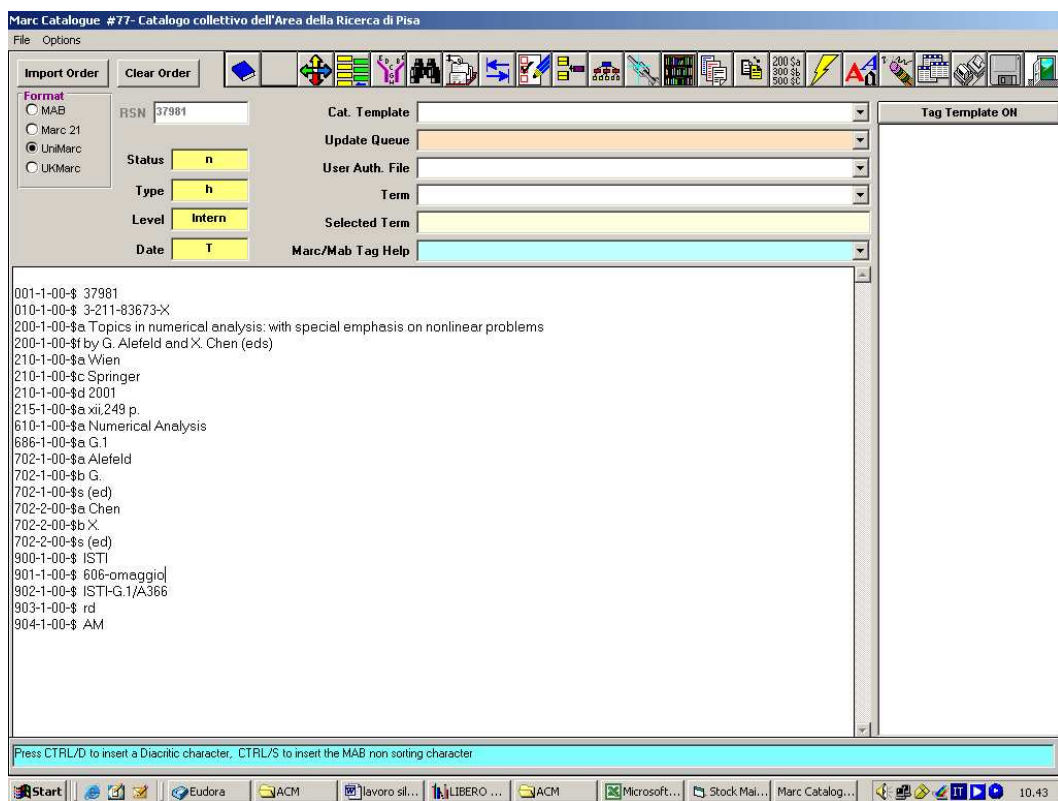 Marc Catalogue #77- Catalogo collettivo dell'Area della Ricerca di Pisa
File Options
Import Order Clear Order
200 $a
300 $b
500 $c
Format
MAB
Marc 21
UniMarc
UKMarc
RSN 37981
Status n
Type h
Level Intern
Date T
Cat. Template
Update Queue
User Auth. File
Term
Selected Term
Marc/Mab Tag Help
Tag Template ON
001-1-00-$ 37981
010-1-00-$ 3-211-83673-X
200-1-00-$a Topics in numerical analysis: with special emphasis on nonlinear problems
200-1-00-$f by G. Alefeld and X. Chen (eds)
210-1-00-$a Wien
210-1-00-$c Springer
210-1-00-$d 2001
215-1-00-$a xii,249 p.
610-1-00-$a Numerical Analysis
686-1-00-$a G.1
702-1-00-$a Alefeld
702-1-00-$b G.
702-1-00-$s (ed)
702-2-00-$a Chen
702-2-00-$b X.
702-2-00-$s (ed)
900-1-00-$ ISTI
901-1-00-$ 606-omaggio
902-1-00-$ ISTI-G.1/A366
903-1-00-$ rd
904-1-00-$ AM
Press CTRL/D to insert a Diacritic character, CTRL/S to insert the MAB non sorting character
Start Eudora ACM lavoro sil... LIBERO ... ACM Microsoft... Stock Mai... Marc Catalog... IT 10.43